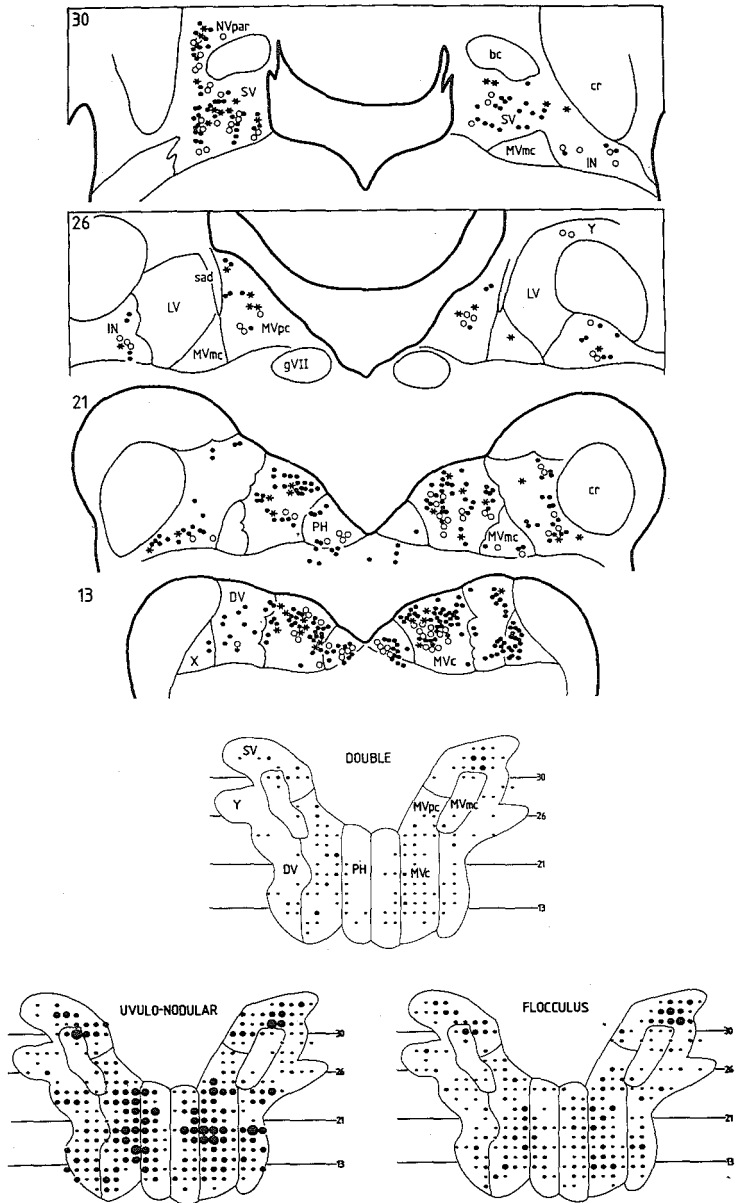 30
NVpar
SV
bc
cr
SV
MVmc
IN
26
sad
LV
IN
MVmc
MVpc
gVII
Y
LV
21
PH
MVmc
cr
13
DV
X
MVc
DOUBLE
SV
Y
DV
PH
MVpc
MVmc
MVc
30
26
21
13
UVULO-NODULAR
30
26
21
13
FLOCCULUS
30
26
21
13